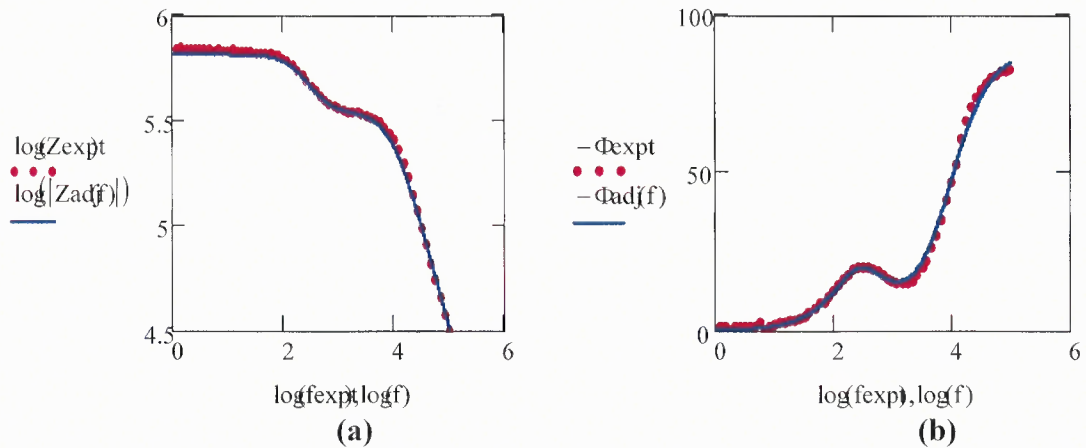 6
5.5
5
4.5
0
2
4
6
log(Zexpt)
log(|Zadj(f)|)
log(fexpt),log(f)
(a)
100
50
0
0
2
4
6
−Φexpt
−Φadj(f)
log(fexpt),log(f)
(b)